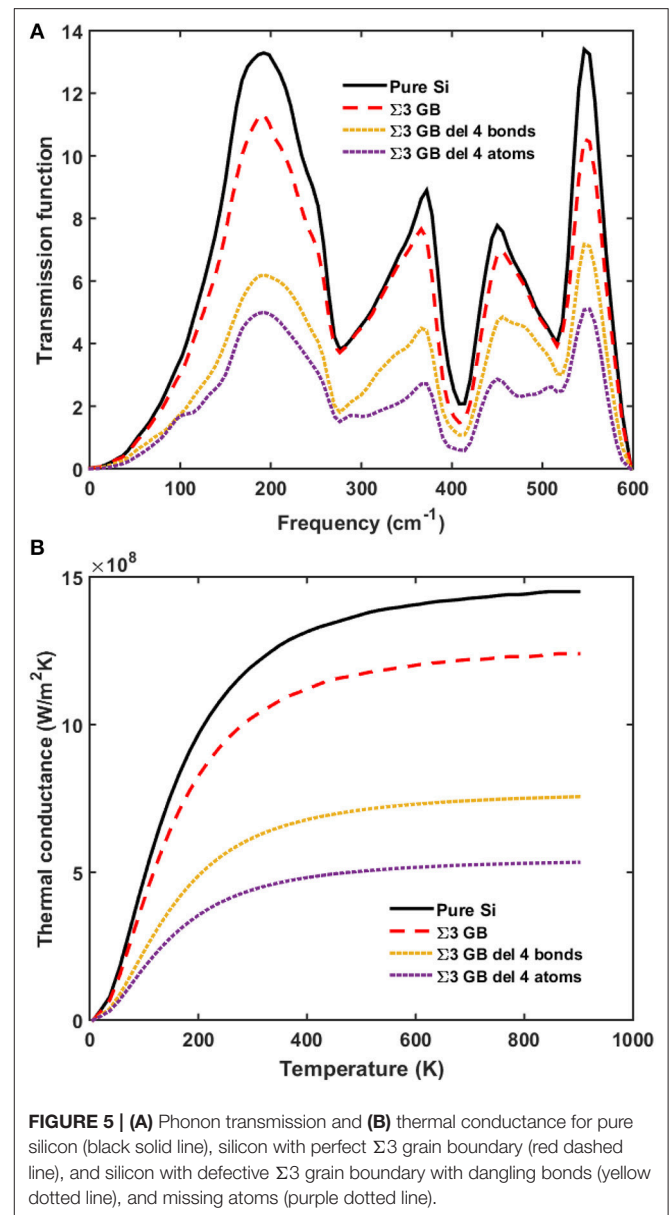 A
14
12
10
8
6
4
2
0
Transmission function
Pure Si
Σ3 GB
Σ3 GB del 4 bonds
Σ3 GB del 4 atoms
0 100 200 300 400 500 600
Frequency (cm⁻¹)
B
×10⁸
15
10
5
0
Thermal conductance (W/m²K)
Pure Si
Σ3 GB
Σ3 GB del 4 bonds
Σ3 GB del 4 atoms
0 200 400 600 800 1000
Temperature (K)
FIGURE 5 | (A) Phonon transmission and (B) thermal conductance for pure
silicon (black solid line), silicon with perfect Σ3 grain boundary (red dashed
line), and silicon with defective Σ3 grain boundary with dangling bonds (yellow
dotted line), and missing atoms (purple dotted line).